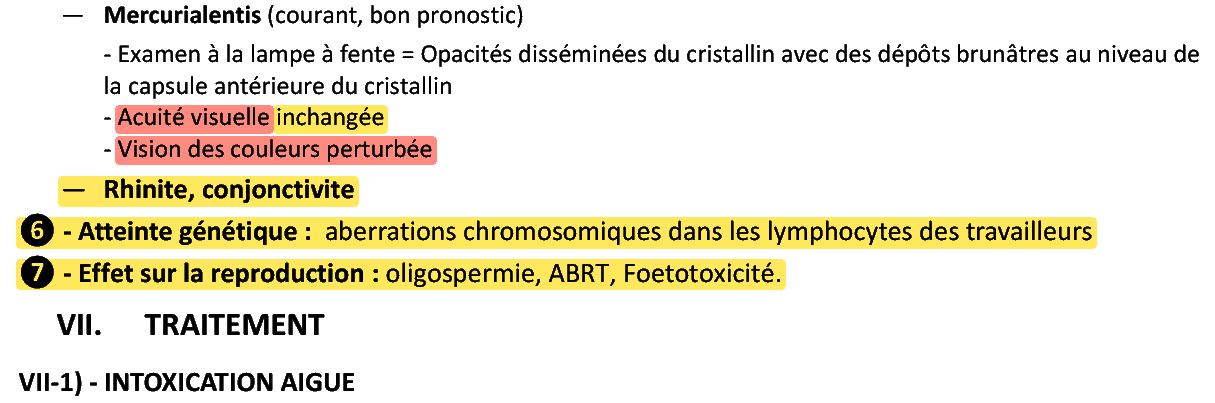 — Mercurialentis (courant, bon pronostic)
- Examen à la lampe à fente = Opacités disséminées du cristallin avec des dépôts brunâtres au niveau de
la capsule antérieure du cristallin
- Acuité visuelle inchangée
- Vision des couleurs perturbée
— Rhinite, conjonctivite
6 - Atteinte génétique : aberrations chromosomiques dans les lymphocytes des travailleurs
7 - Effet sur la reproduction : oligospermie, ABRT, Foetotoxicité.
VII. TRAITEMENT
VII-1) - INTOXICATION AIGUE